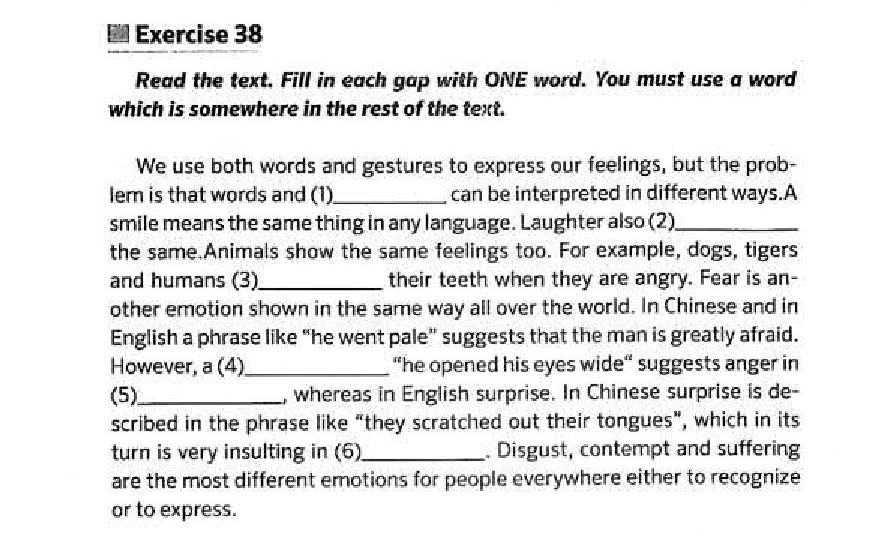 Exercise 38
Read the text. Fill in each gap with ONE word. You must use a word
which is somewhere in the rest of the text.
We use both words and gestures to express our feelings, but the prob-
lem is that words and (1)__________ can be interpreted in different ways.A
smile means the same thing in any language. Laughter also (2)__________
the same.Animals show the same feelings too. For example, dogs, tigers
and humans (3)__________ their teeth when they are angry. Fear is an-
other emotion shown in the same way all over the world. In Chinese and in
English a phrase like "he went pale" suggests that the man is greatly afraid.
However, a (4)__________ "he opened his eyes wide“ suggests anger in
(5)__________, whereas in English surprise. In Chinese surprise is de-
scribed in the phrase like "they scratched out their tongues", which in its
turn is very insulting in (6)__________. Disgust, contempt and suffering
are the most different emotions for people everywhere either to recognize
or to express.